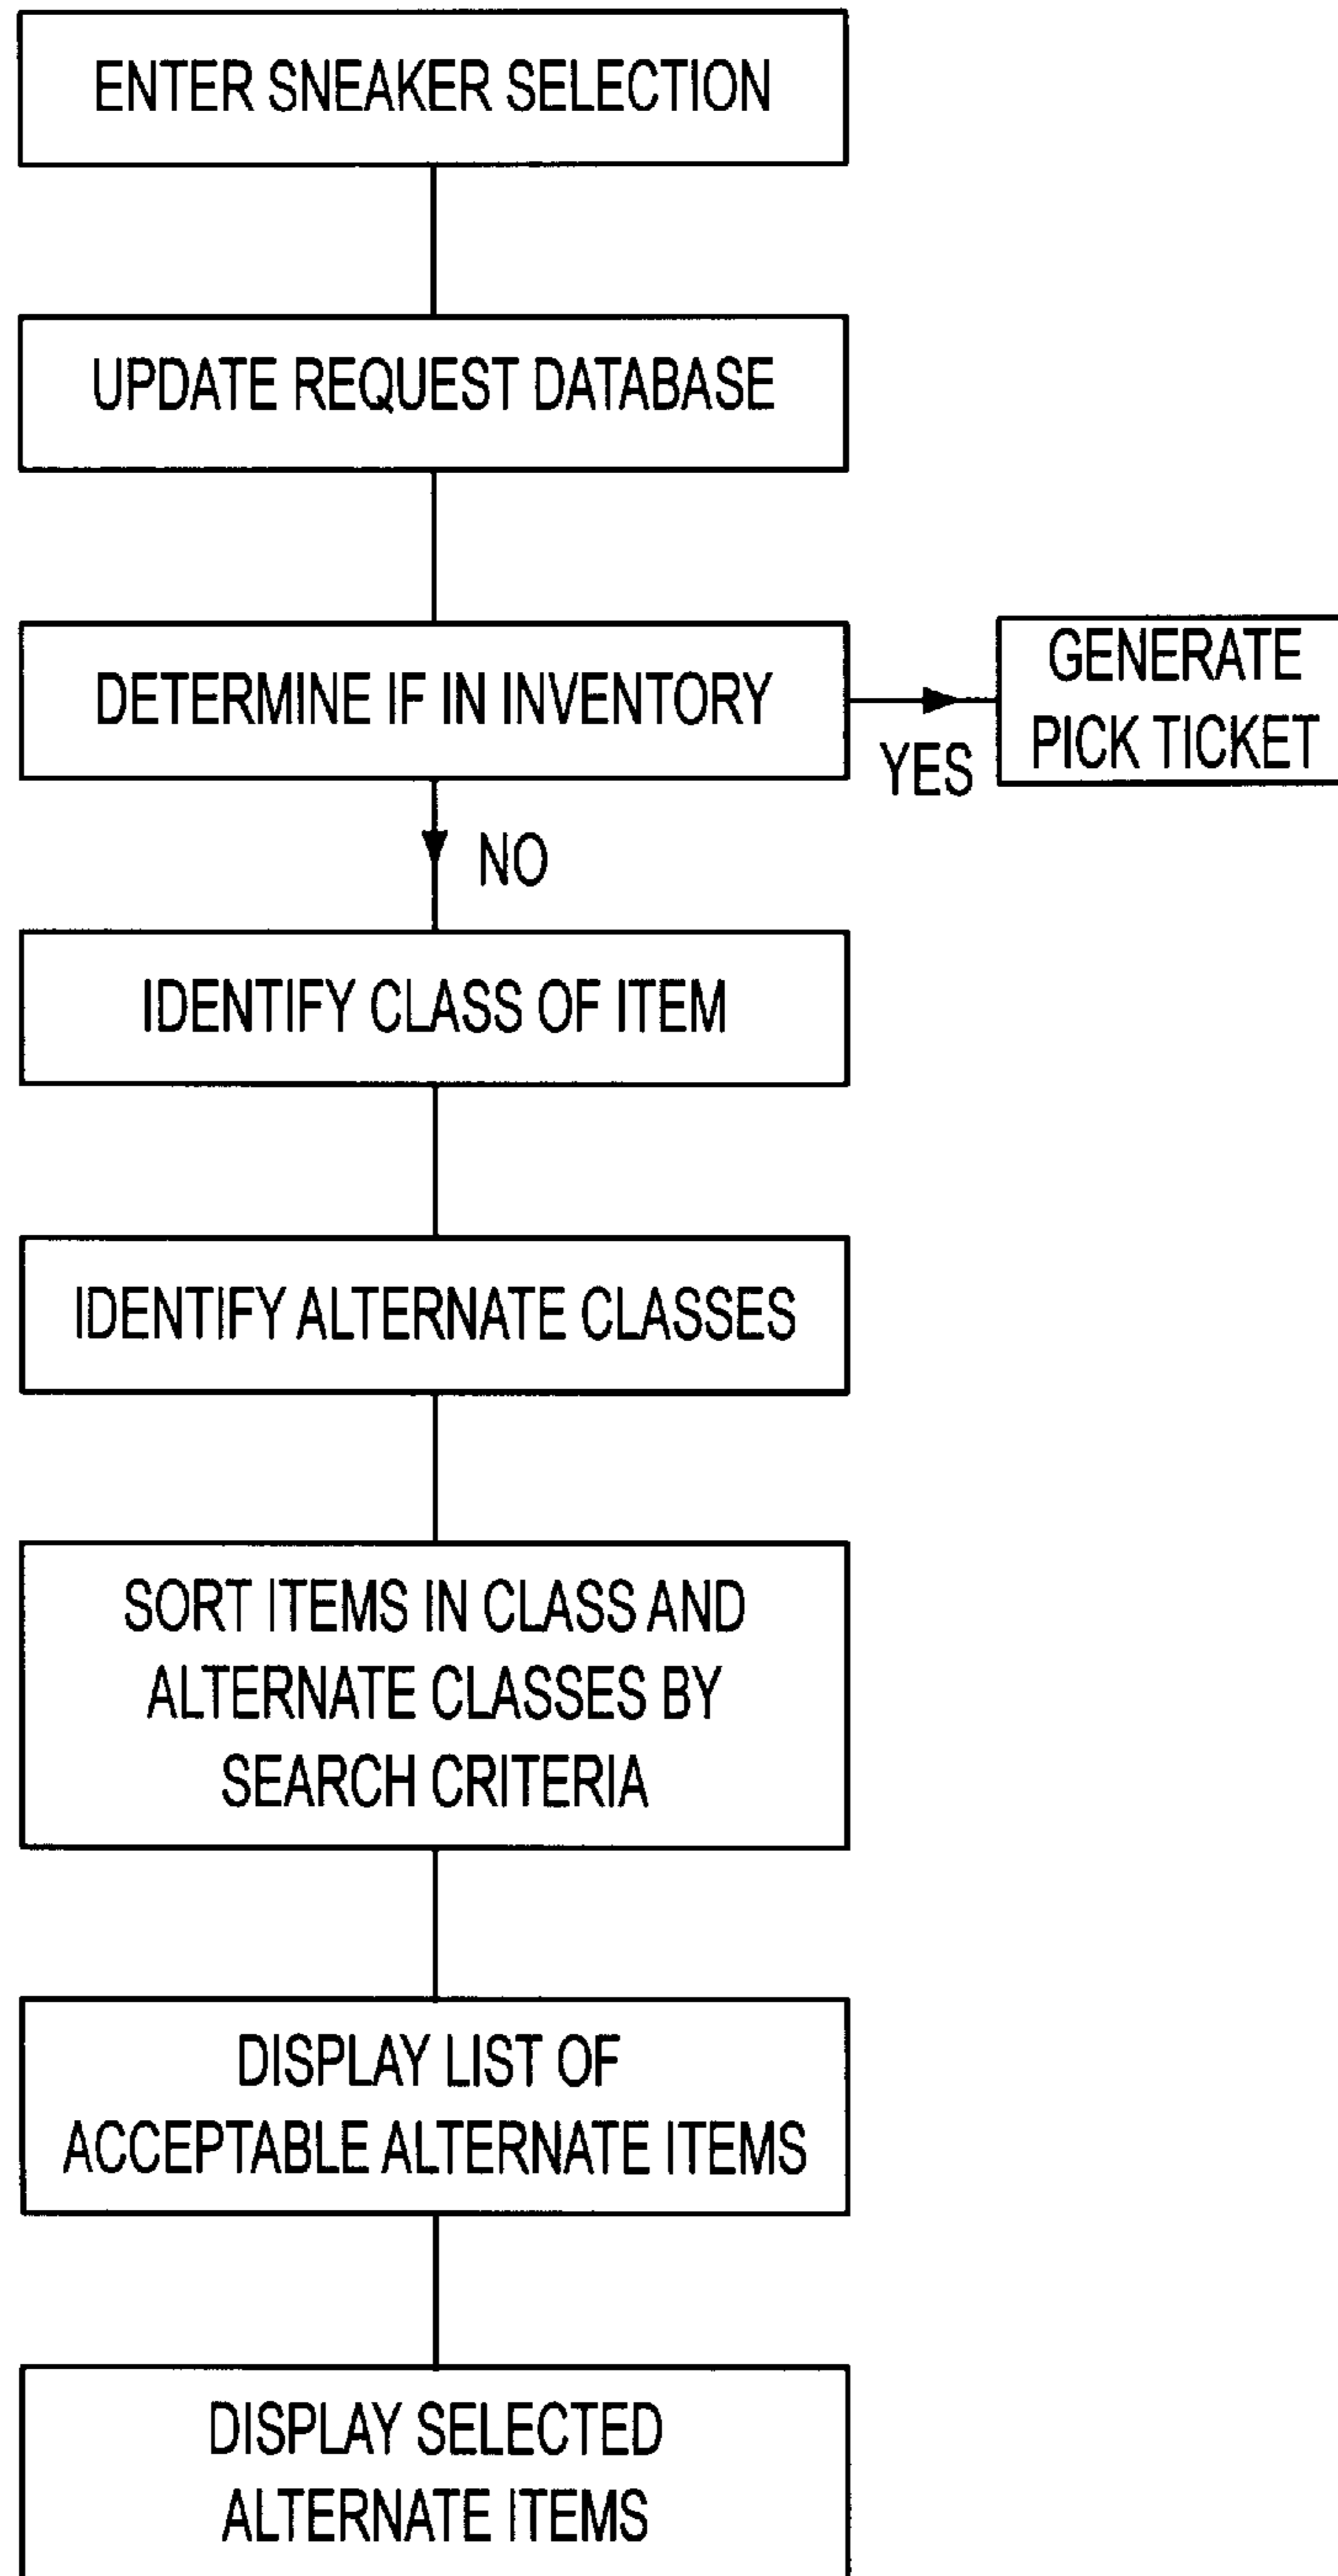 ENTER SNEAKER SELECTION
UPDATE REQUEST DATABASE
DETERMINE IF IN INVENTORY
YES
GENERATE
PICK TICKET
NO
IDENTIFY CLASS OF ITEM
IDENTIFY ALTERNATE CLASSES
SORT ITEMS IN CLASS AND
ALTERNATE CLASSES BY
SEARCH CRITERIA
DISPLAY LIST OF
ACCEPTABLE ALTERNATE ITEMS
DISPLAY SELECTED
ALTERNATE ITEMS